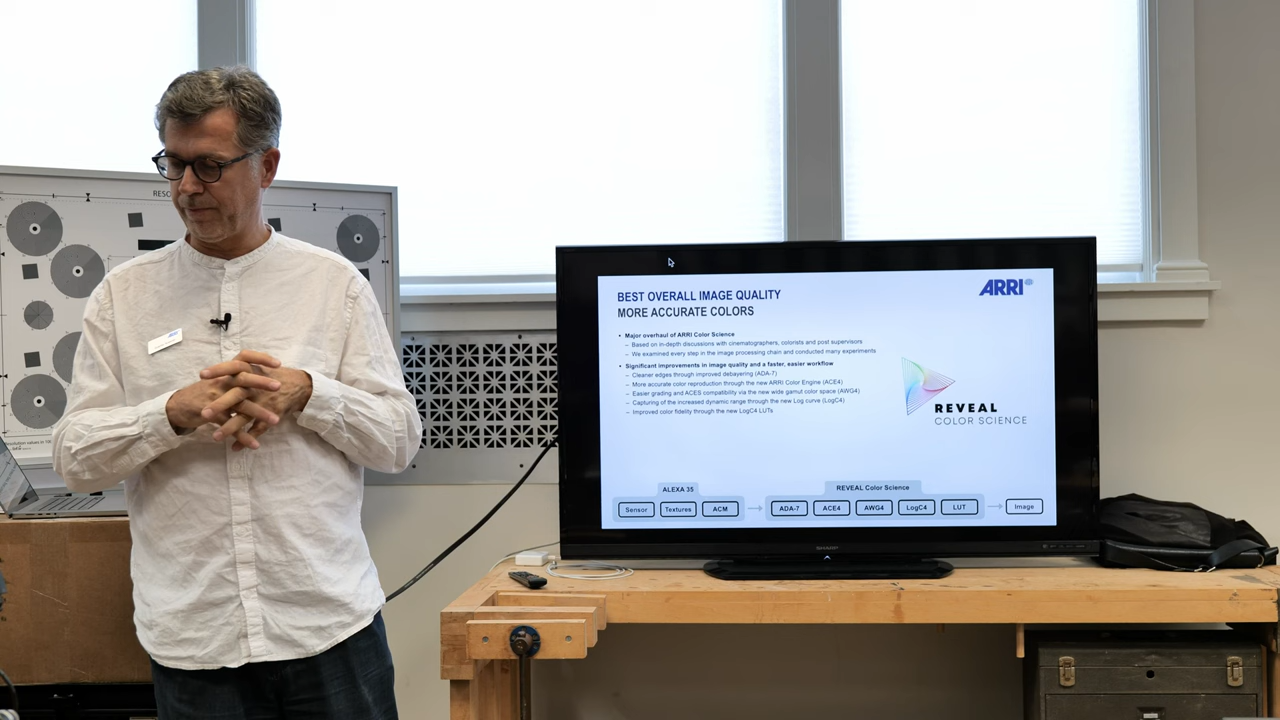 RESO
ARRI
ARRI
BEST OVERALL IMAGE QUALITY
MORE ACCURATE COLORS
• Major overhaul of ARRI Color Science
– Based on in-depth discussions with cinematographers, colorists and post supervisors
– We examined every step in the image processing chain and conducted many experiments
• Significant improvements in image quality and a faster, easier workflow
– Cleaner edges through improved debayering (ADA-7)
– More accurate color reproduction through the new ARRI Color Engine (ACE4)
– Easier grading and ACES compatibility via the new wide gamut color space (AWG4)
– Capturing of the increased dynamic range through the new Log curve (LogC4)
– Improved color fidelity through the new LogC4 LUTs
REVEAL
COLOR SCIENCE
ALEXA 35
REVEAL Color Science
Sensor Textures ACM ADA-7 ACE4 AWG4 LogC4 LUT Image
SHARP